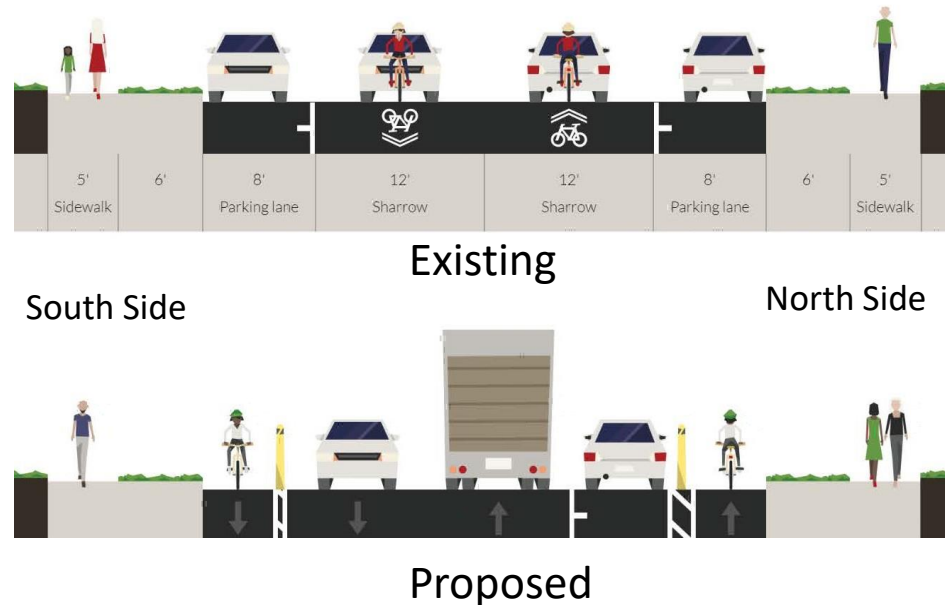 5' 6' 8' 12' 12' 8' 6' 5'
Sidewalk Parking lane Sharrow Sharrow Parking lane Sidewalk
Existing
South Side North Side
Proposed